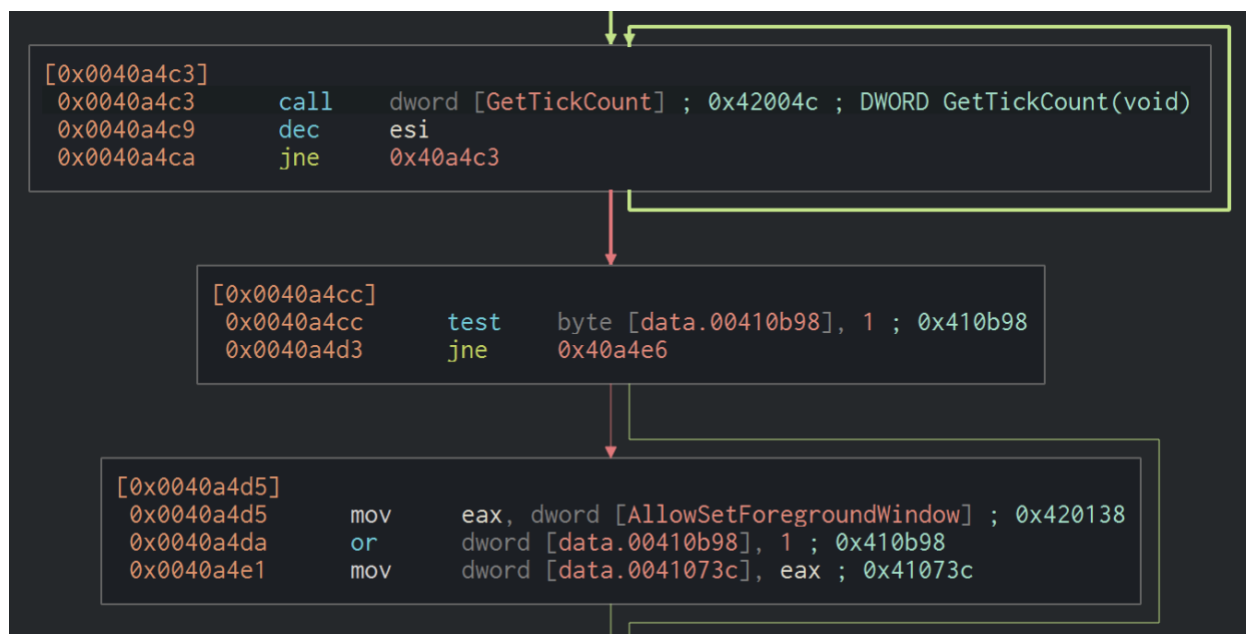 [0x0040a4c3]
0x0040a4c3 call dword [GetTickCount] ; 0x42004c ; DWORD GetTickCount(void)
0x0040a4c9 dec esi
0x0040a4ca jne 0x40a4c3
[0x0040a4cc]
0x0040a4cc test byte [data.00410b98], 1 ; 0x410b98
0x0040a4d3 jne 0x40a4e6
[0x0040a4d5]
0x0040a4d5 mov eax, dword [AllowSetForegroundWindow] ; 0x420138
0x0040a4da or dword [data.00410b98], 1 ; 0x410b98
0x0040a4e1 mov dword [data.0041073c], eax ; 0x41073c